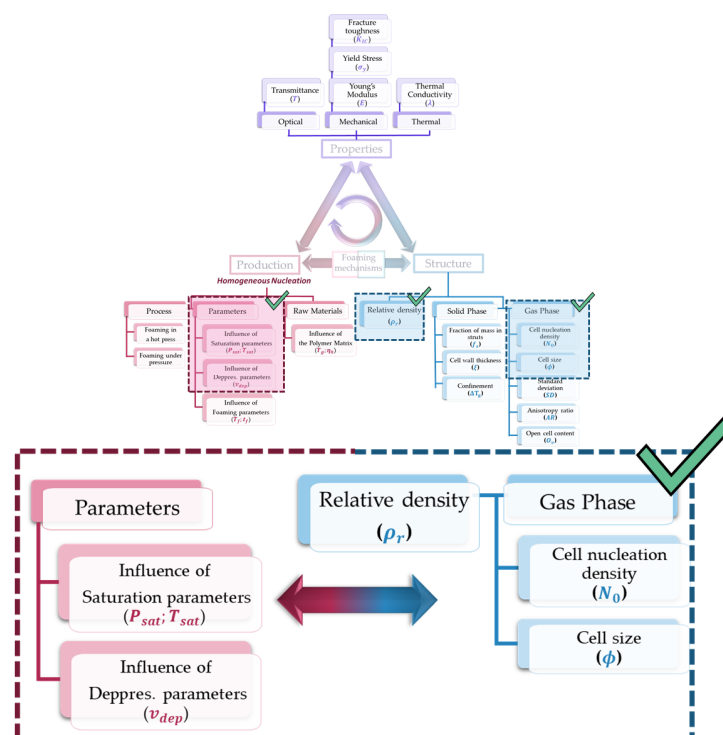 Fracture
toughness
(K_IC)
Yield Stress
(σ_y)
Transmittance
(T)
Young's
Modulus
(E)
Thermal
Conductivity
(λ)
Optical
Mechanical
Thermal
Properties
Production
Foaming
mechanisms
Structure
Homogeneous Nucleation
Process
Foaming in
a hot press
Foaming under
pressure
Parameters
Influence of
Saturation parameters
(P_sat; T_sat)
Influence of
Deppres. parameters
(v_dep)
Influence of
Foaming parameters
(T_f; t_f)
Raw Materials
Influence of
the Polymer Matrix
(T_g; η_0)
Relative density
(ρ_r)
Solid Phase
Fraction of mass in
struts
(f_s)
Cell wall thickness
(ξ)
Confinement
(ΔT_g)
Gas Phase
Cell nucleation
density
(N_0)
Cell size
(ϕ)
Standard
deviation
(SD)
Anisotropy ratio
(AR)
Open cell content
Parameters
Influence of
Saturation parameters
(P_sat; T_sat)
Influence of
Deppres. parameters
(v_dep)
Relative density
(ρ_r)
Gas Phase
Cell nucleation
density
(N_0)
Cell size
(ϕ)